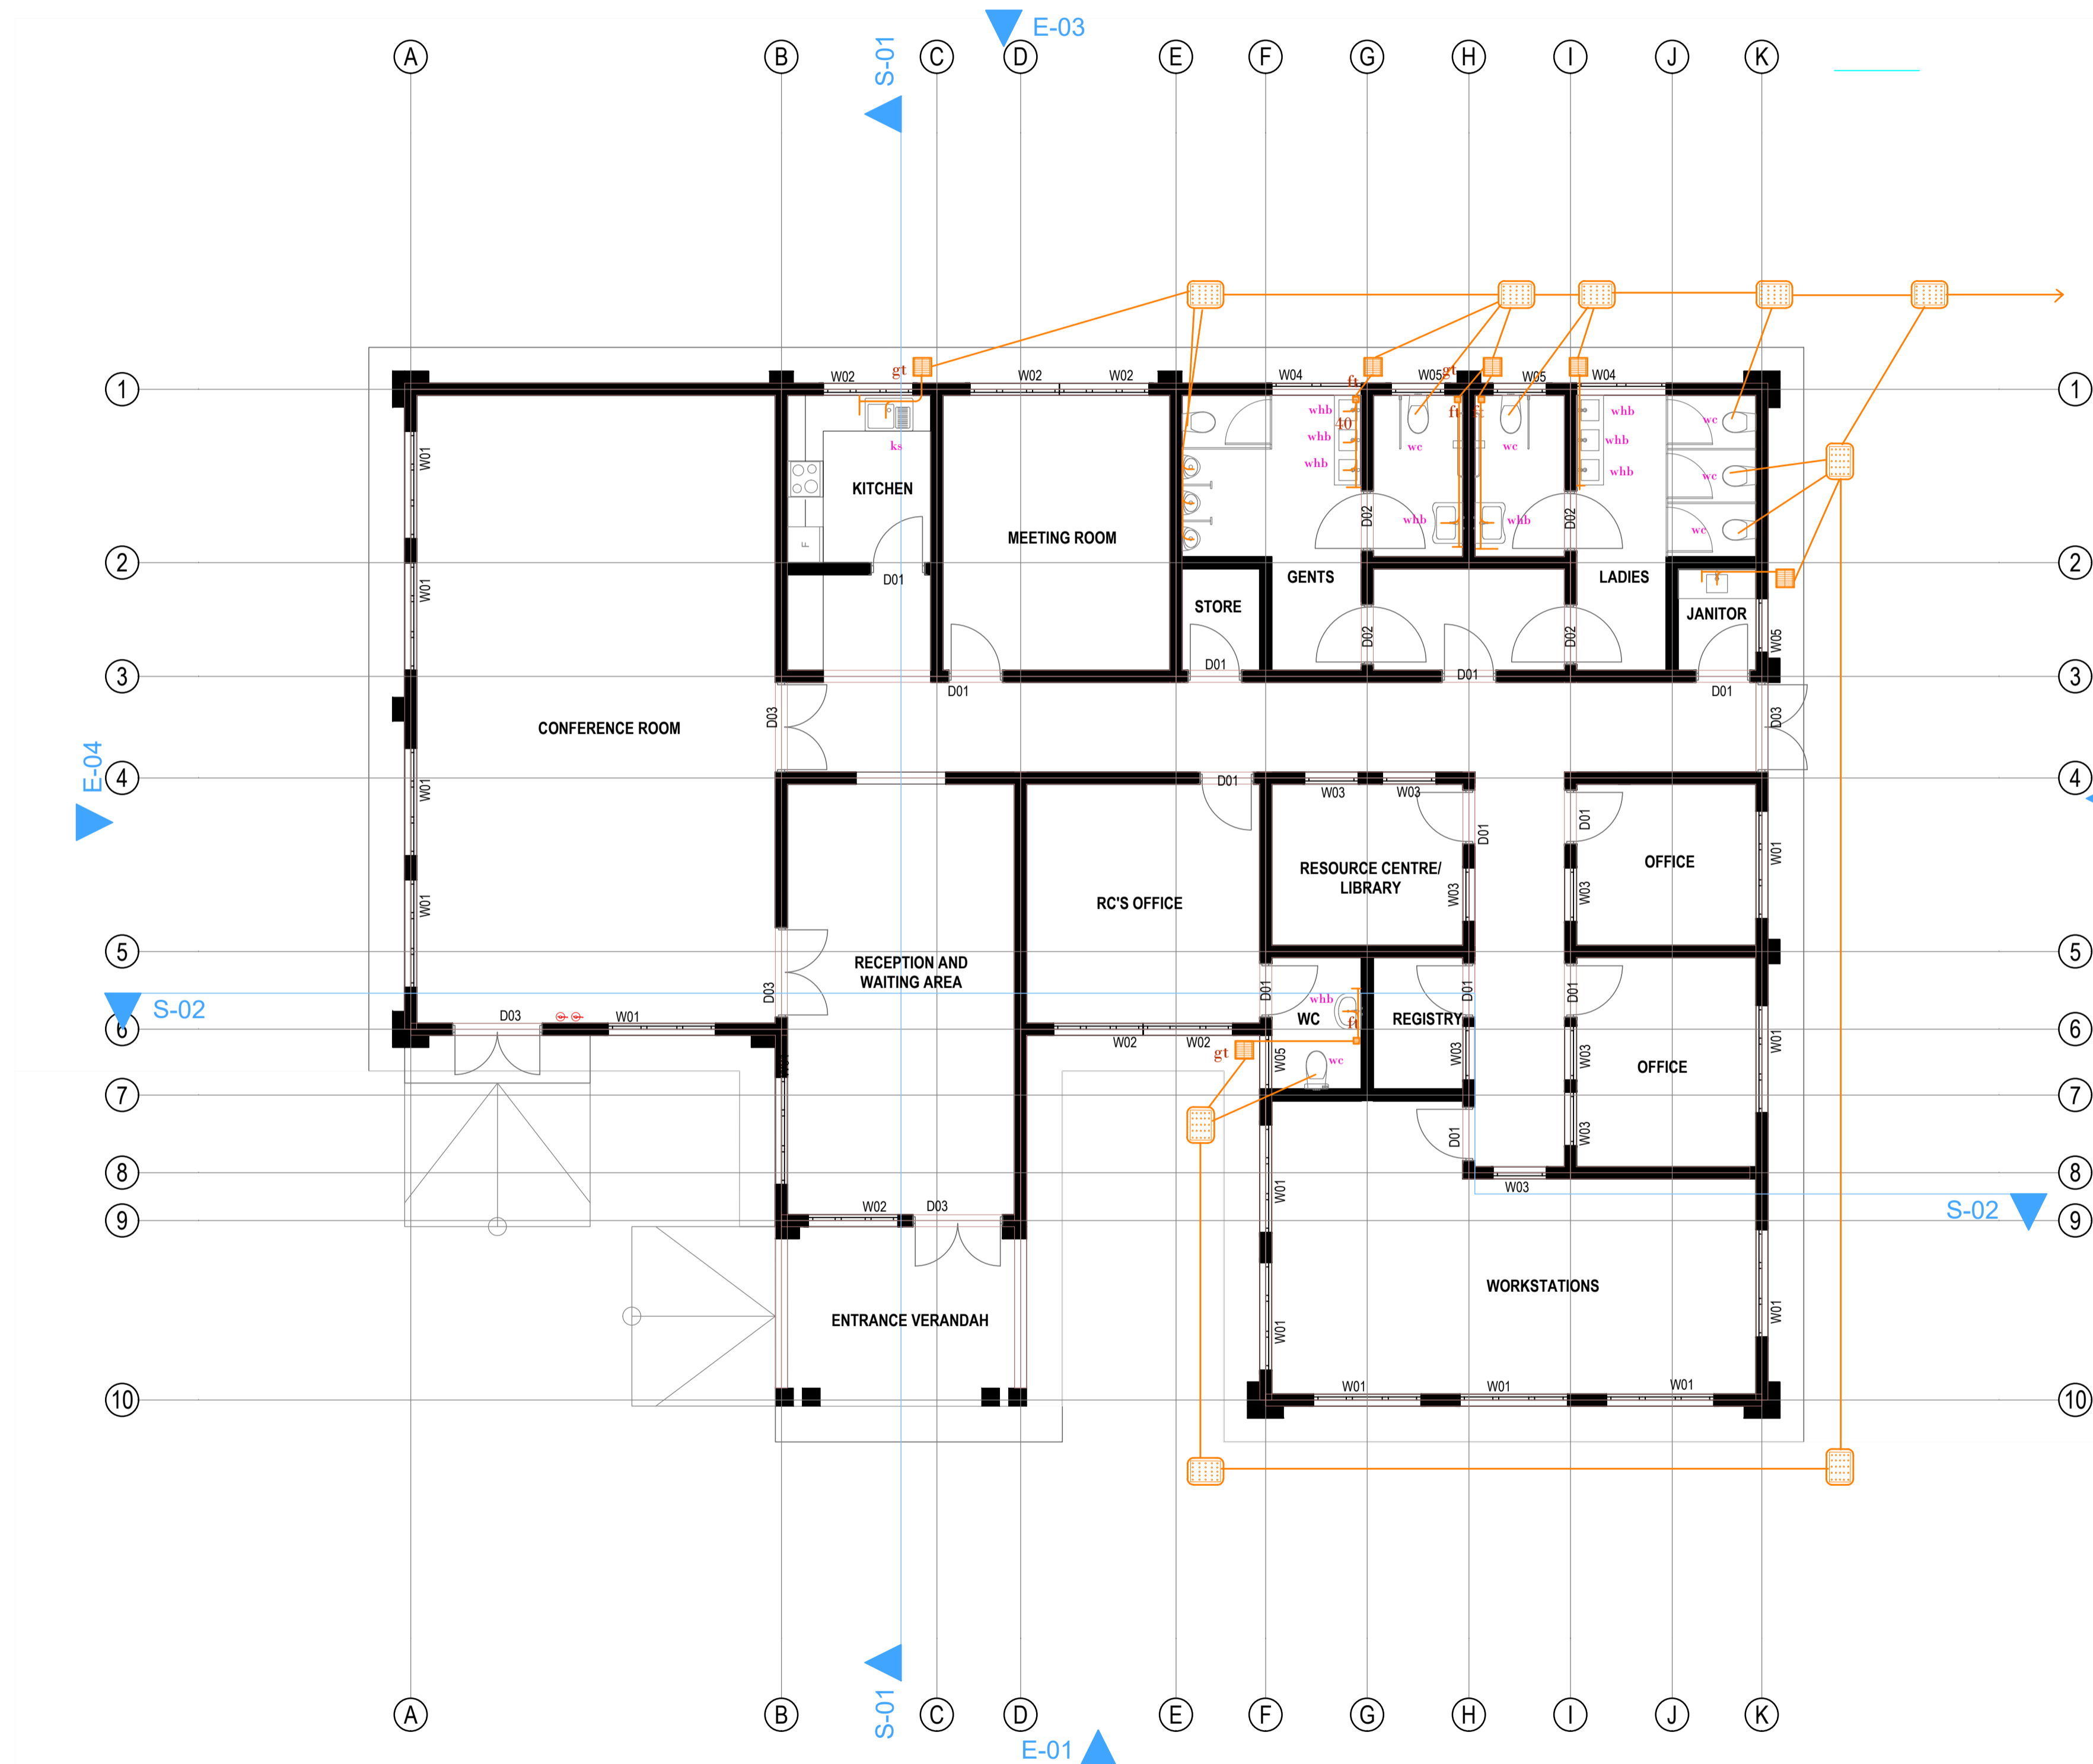 E-03
S-01
A B C D E F G H I J K
1 1
W02 gt W02 W02 W04 ft W05 gt W05 W04
whb 40 ft ft whb wc
whb wc wc whb
ks whb whb wc
W01
KITCHEN
whb whb wc
D02 D02
MEETING ROOM
F
2 2
D01
W01
GENTS LADIES
STORE
JANITOR
D02 D02 W05
D01 D01
3 3
D01 D01
D03 D03
CONFERENCE ROOM
E-04
4 4
D01
W01 W03 W03
D01 D01
OFFICE
W01
RESOURCE CENTRE/
LIBRARY
W03 W03
RC'S OFFICE
W01
5 5
RECEPTION AND
WAITING AREA
D03 D01 D01 D01
whb
S-02
D03 W01
WC REGISTRY
ft
6 6
W02 W02
gt W05 wc W03 W03
W01
OFFICE
7 7
D01 W03
8 8
W03
W01
W02 D03
S-02
9 9
WORKSTATIONS
W01 W01
ENTRANCE VERANDAH
W01 W01 W01
10 10
S-01
A B C D E F G H I J K
E-01